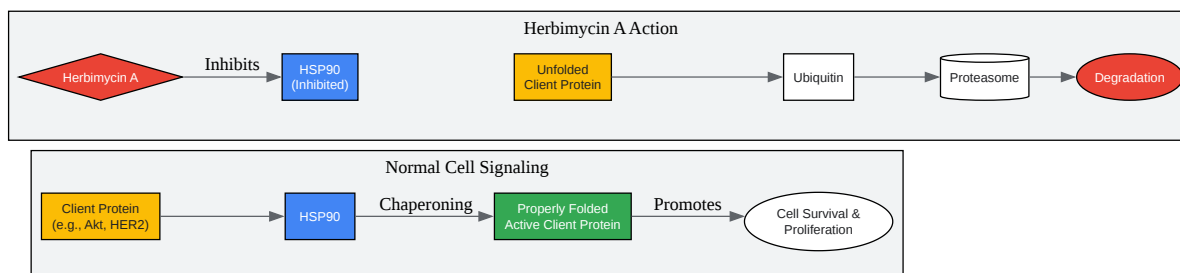 Herbimycin A Action
Herbimycin A
Inhibits
HSP90
(Inhibited)
Unfolded
Client Protein
Ubiquitin
Proteasome
Degradation
Normal Cell Signaling
Client Protein
(e.g., Akt, HER2)
HSP90
Chaperoning
Properly Folded
Active Client Protein
Promotes
Cell Survival &
Proliferation